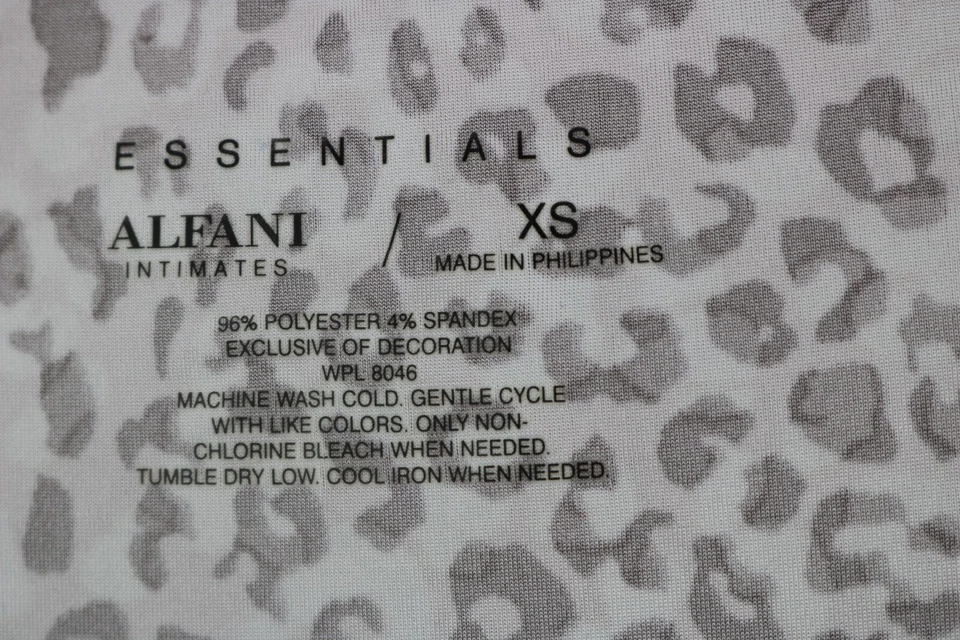 ESSENTIALS
ALFANI / XS
INTIMATES MADE IN PHILIPPINES
96% POLYESTER 4% SPANDEX
EXCLUSIVE OF DECORATION
WPL 8046
MACHINE WASH COLD. GENTLE CYCLE
WITH LIKE COLORS. ONLY NON-
CHLORINE BLEACH WHEN NEEDED.
TUMBLE DRY LOW. COOL IRON WHEN NEEDED.